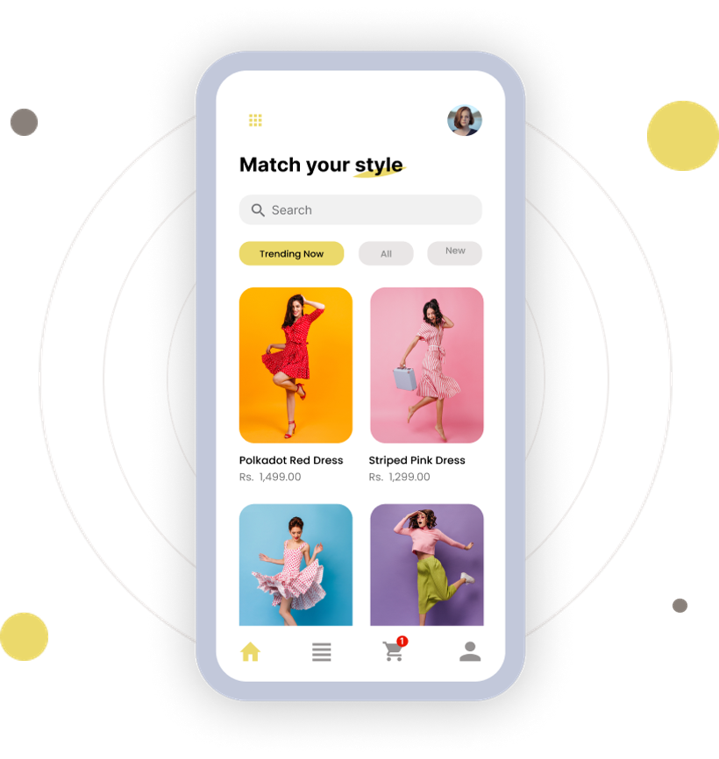 Match your style
Search
Trending Now
All
New
Polkadot Red Dress
Striped Pink Dress
Rs. 1,499.00
Rs. 1,299.00
1